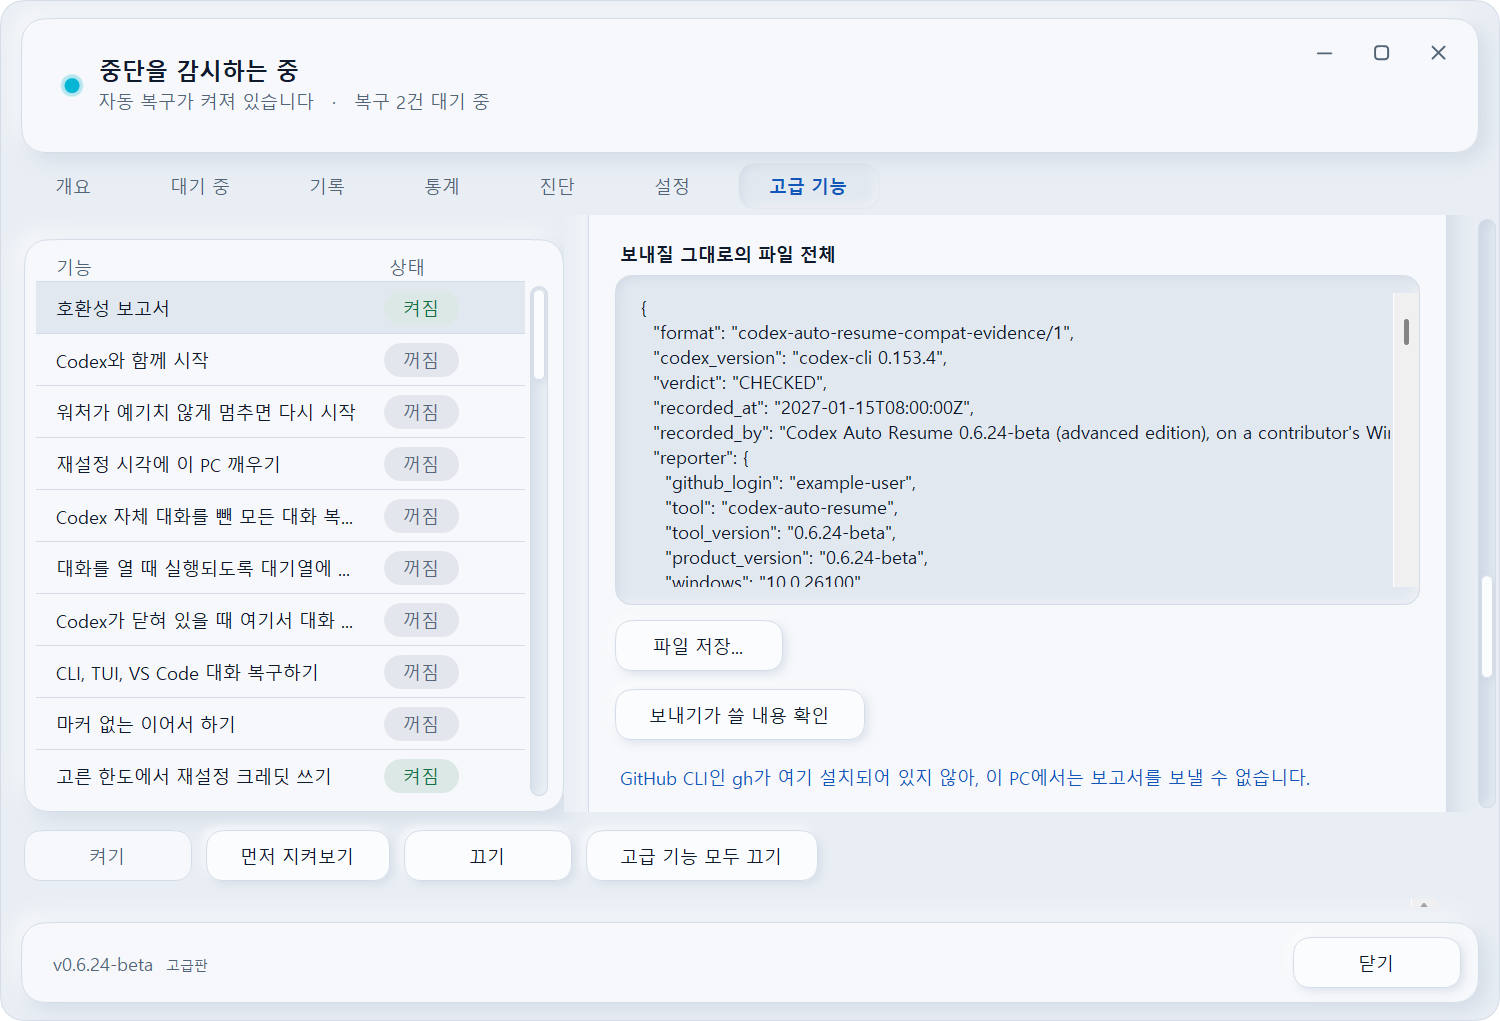 중단을 감시하는 중
자동 복구가 켜져 있습니다 · 복구 2건 대기 중
개요 대기 중 기록 통계 진단 설정 고급 기능
기능 상태
호환성 보고서 켜짐
Codex와 함께 시작 꺼짐
워처가 예기치 않게 멈추면 다시 시작 꺼짐
재설정 시각에 이 PC 깨우기 꺼짐
Codex 자체 대화를 뺀 모든 대화 복... 꺼짐
대화를 열 때 실행되도록 대기열에 ... 꺼짐
Codex가 닫혀 있을 때 여기서 대화 ... 꺼짐
CLI, TUI, VS Code 대화 복구하기 꺼짐
마커 없는 이어서 하기 꺼짐
고른 한도에서 재설정 크레딧 쓰기 켜짐
보내질 그대로의 파일 전체
{
"format": "codex-auto-resume-compat-evidence/1",
"codex_version": "codex-cli 0.153.4",
"verdict": "CHECKED",
"recorded_at": "2027-01-15T08:00:00Z",
"recorded_by": "Codex Auto Resume 0.6.24-beta (advanced edition), on a contributor's
"reporter": {
"github_login": "example-user",
"tool": "codex-auto-resume",
"tool_version": "0.6.24-beta",
"product_version": "0.6.24-beta",
"windows": "10.0.26100"
파일 저장...
보내기가 쓸 내용 확인
GitHub CLI인 gh가 여기 설치되어 있지 않아, 이 PC에서는 보고서를 보낼 수 없습니다.
켜기 먼저 지켜보기 끄기 고급 기능 모두 끄기
v0.6.24-beta 고급판
닫기